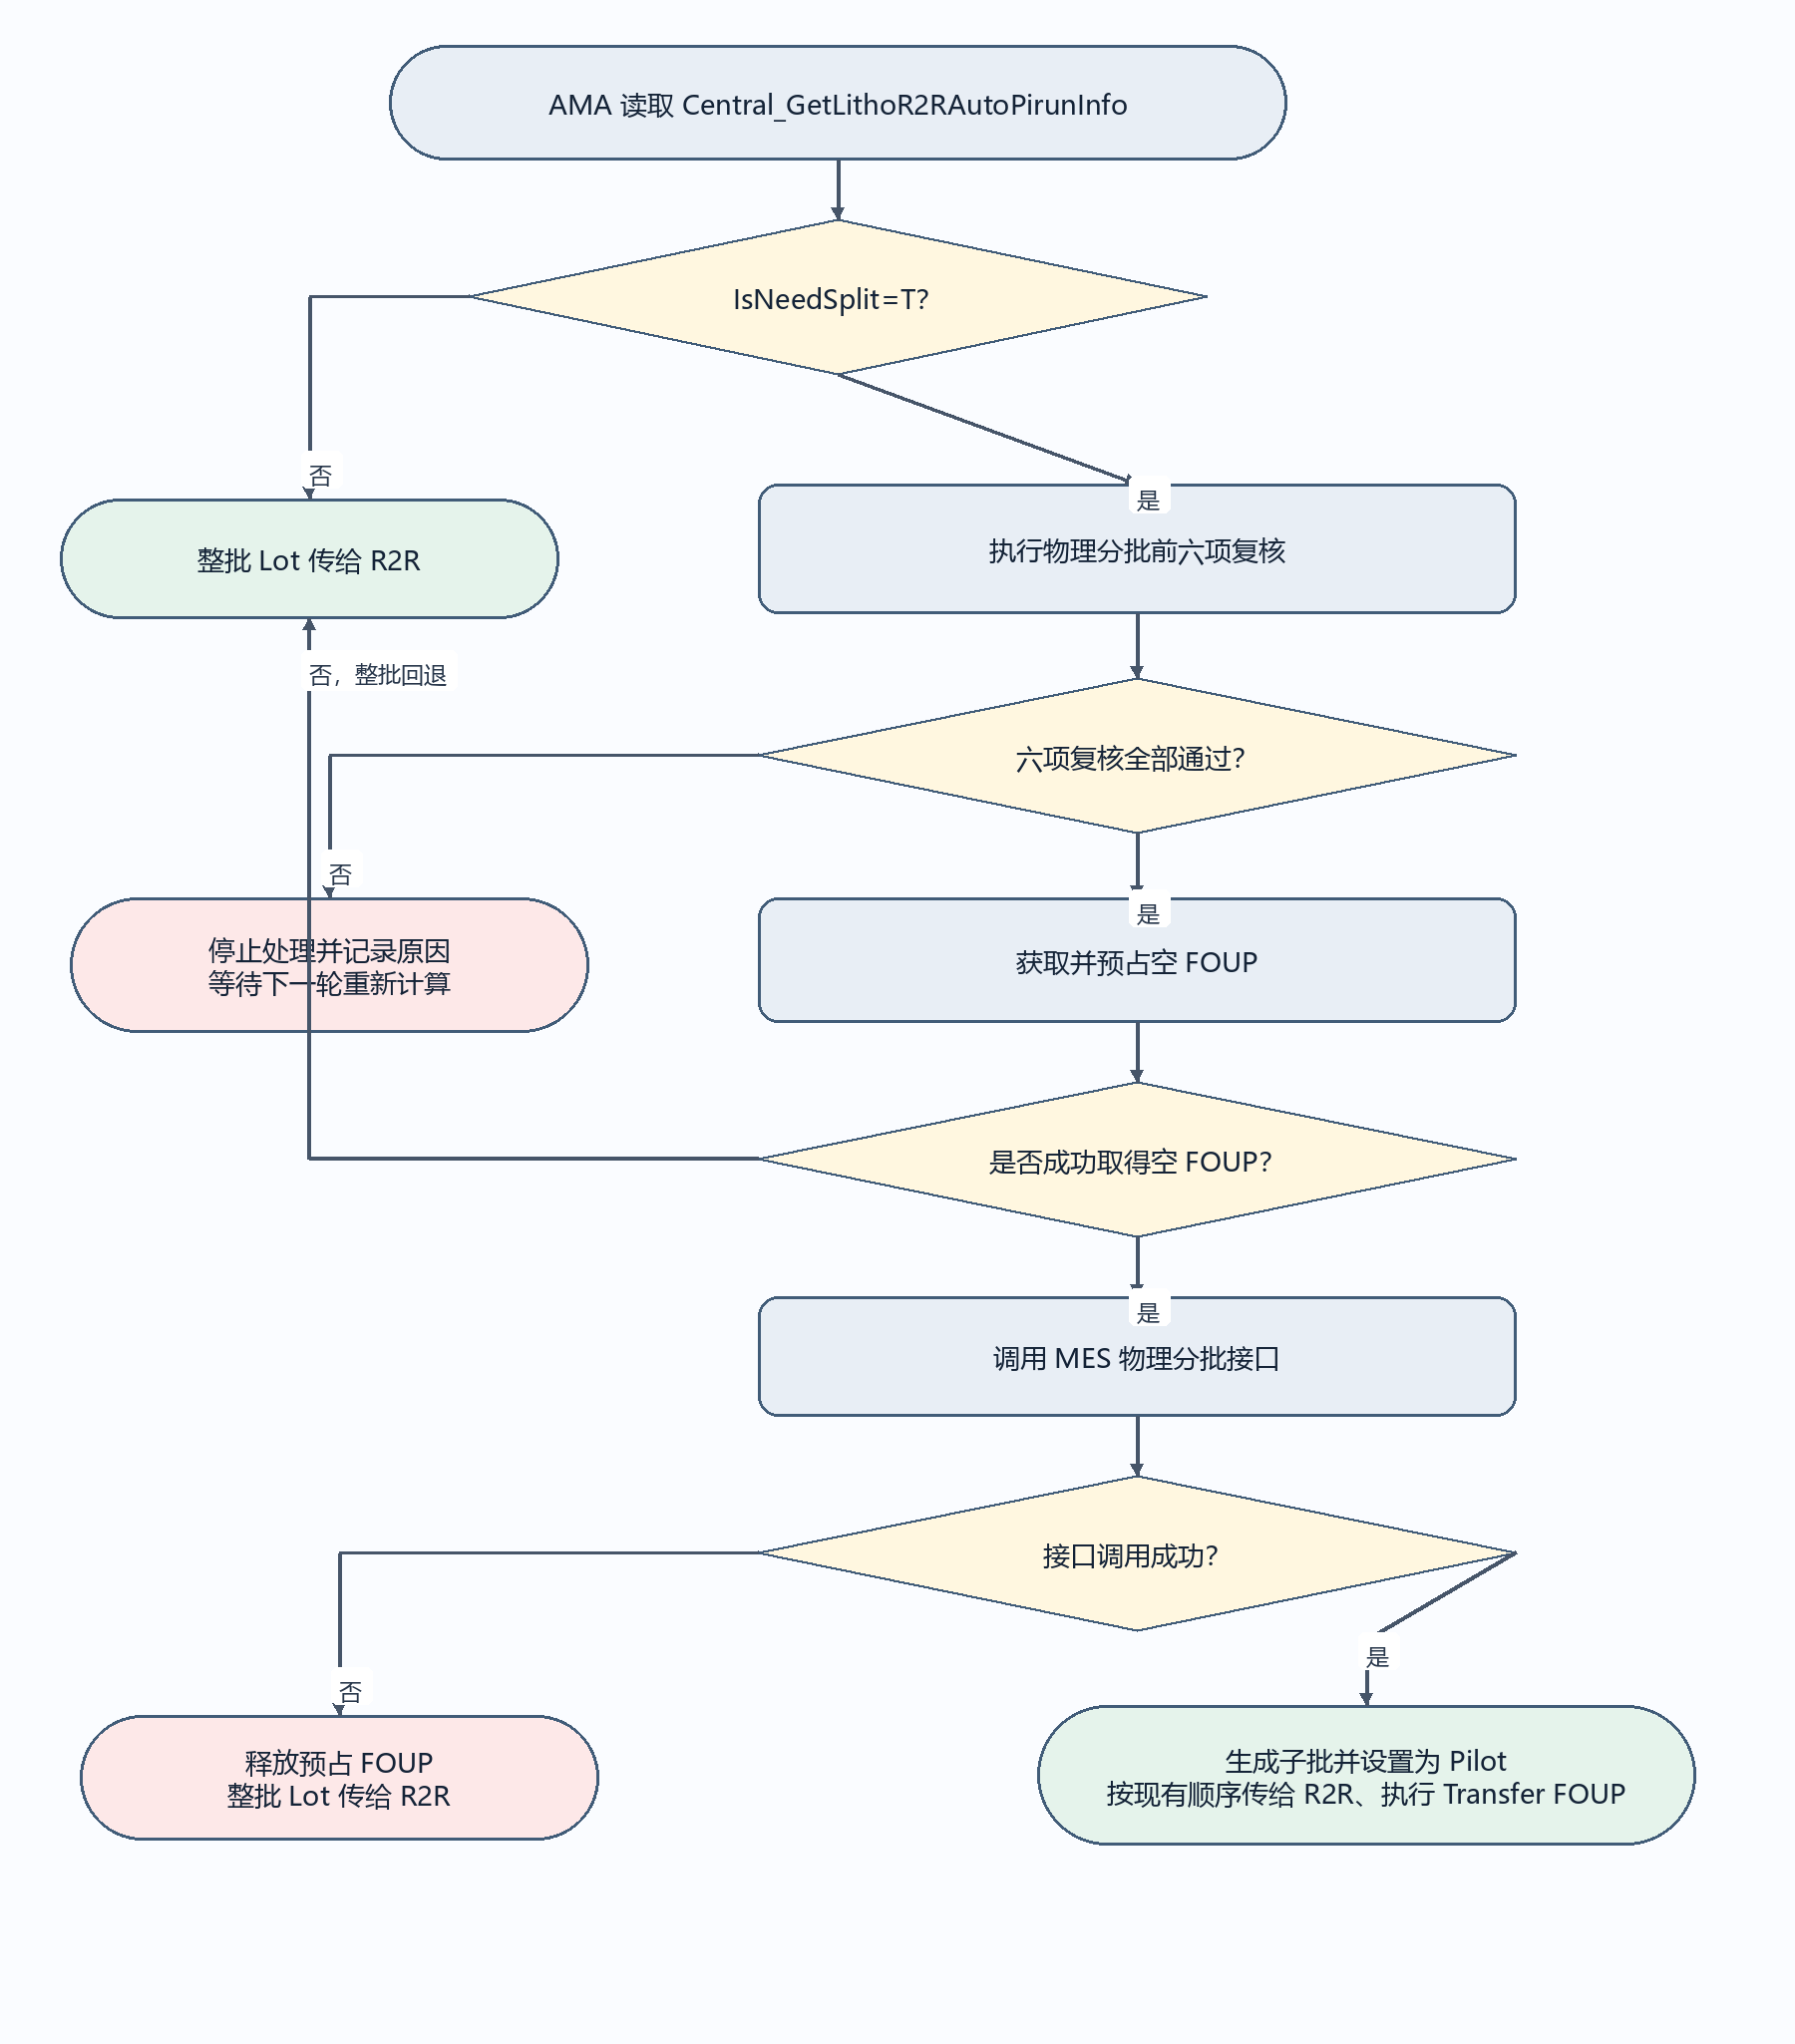 AMA 读取 Central_GetLithoR2RAutoPirunInfo
IsNeedSplit=T?
否
是
整批 Lot 传给 R2R
执行物理分批前六项复核
否，整批回退
六项复核全部通过?
否
是
停止处理并记录原因
等待下一轮重新计算
获取并预占空 FOUP
是否成功取得空 FOUP?
是
调用 MES 物理分批接口
接口调用成功?
是
否
释放预占 FOUP
整批 Lot 传给 R2R
生成子批并设置为 Pilot
按现有顺序传给 R2R、执行 Transfer FOUP